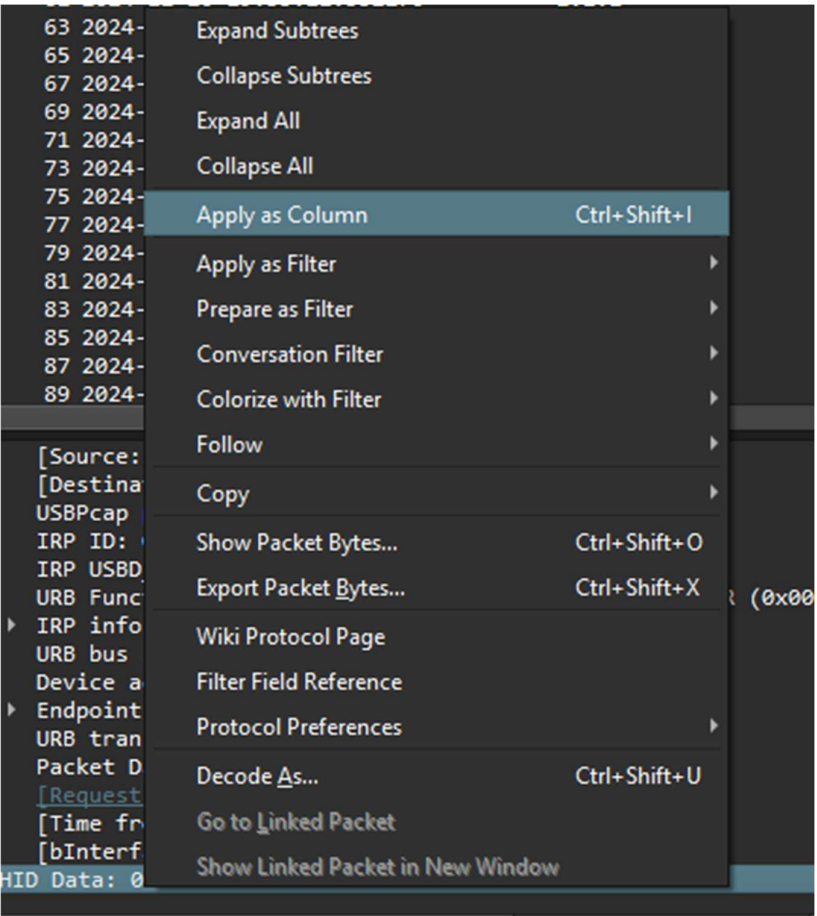 63 2024-
65 2024-
67 2024-
69 2024-
71 2024-
73 2024-
75 2024-
77 2024-
79 2024-
81 2024-
83 2024-
85 2024-
87 2024-
89 2024-
Expand Subtrees
Collapse Subtrees
Expand All
Collapse All
Apply as Column Ctrl+Shift+I
Apply as Filter
Prepare as Filter
Conversation Filter
Colorize with Filter
Follow
Copy
Show Packet Bytes... Ctrl+Shift+O
Export Packet Bytes... Ctrl+Shift+X
Wiki Protocol Page
Filter Field Reference
Protocol Preferences
Decode As... Ctrl+Shift+U
Go to Linked Packet
Show Linked Packet in New Window
[Source:
[Destina
USBPcap
IRP ID:
IRP USBD_
URB Func
(0x00
IRP info
URB bus
Device a
Endpoint
URB tran
Packet D
[Request
[Time fr
[bInterf
HID Data: 0